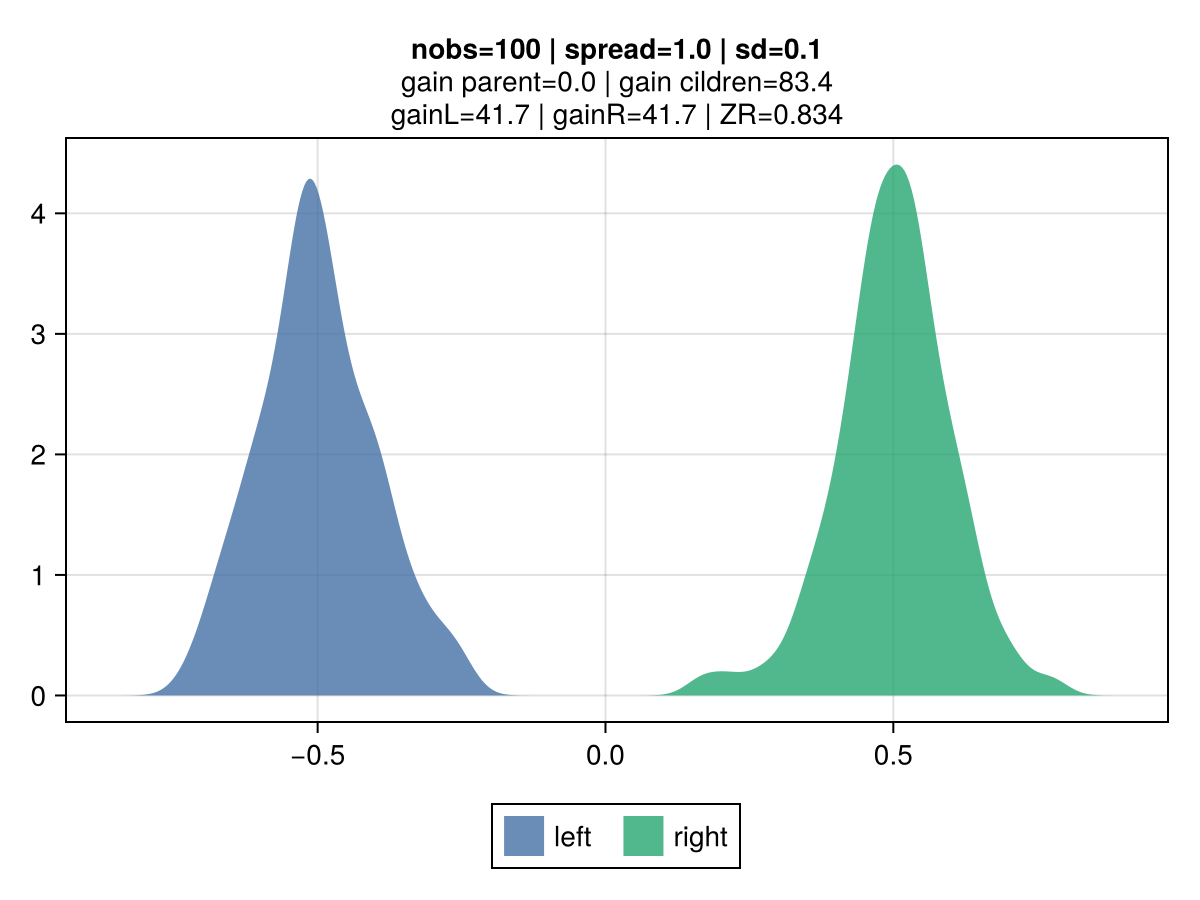 nobs=100 | spread=1.0 | sd=0.1
gain parent=0.0 | gain cildren=83.4
gainL=41.7 | gainR=41.7 | ZR=0.834
4
3
2
1
0
−0.5 0.0 0.5
left right